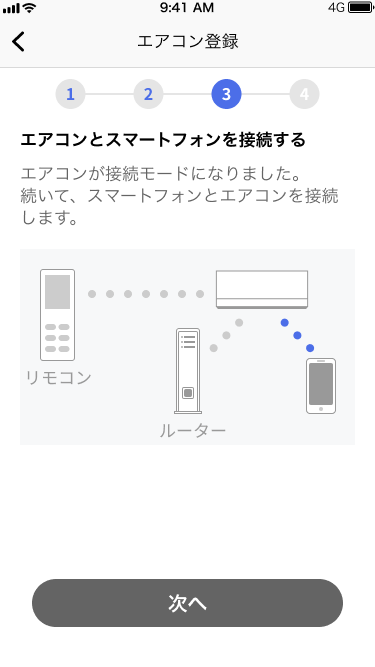 9:41 AM
4G
エアコン登録
1 2 3 4
エアコンとスマートフォンを接続する
エアコンが接続モードになりました。
続いて、スマートフォンとエアコンを接続
します。
リモコン
ルーター
次へ